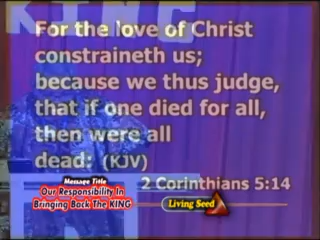 KING
For the love of Christ
constraineth us;
because we thus judge,
that if one died for all,
then were all
dead: (KJV)
2 Corinthians 5:14
Message Title
Our Responsibility In
Bringing Back The KING
Living Seed